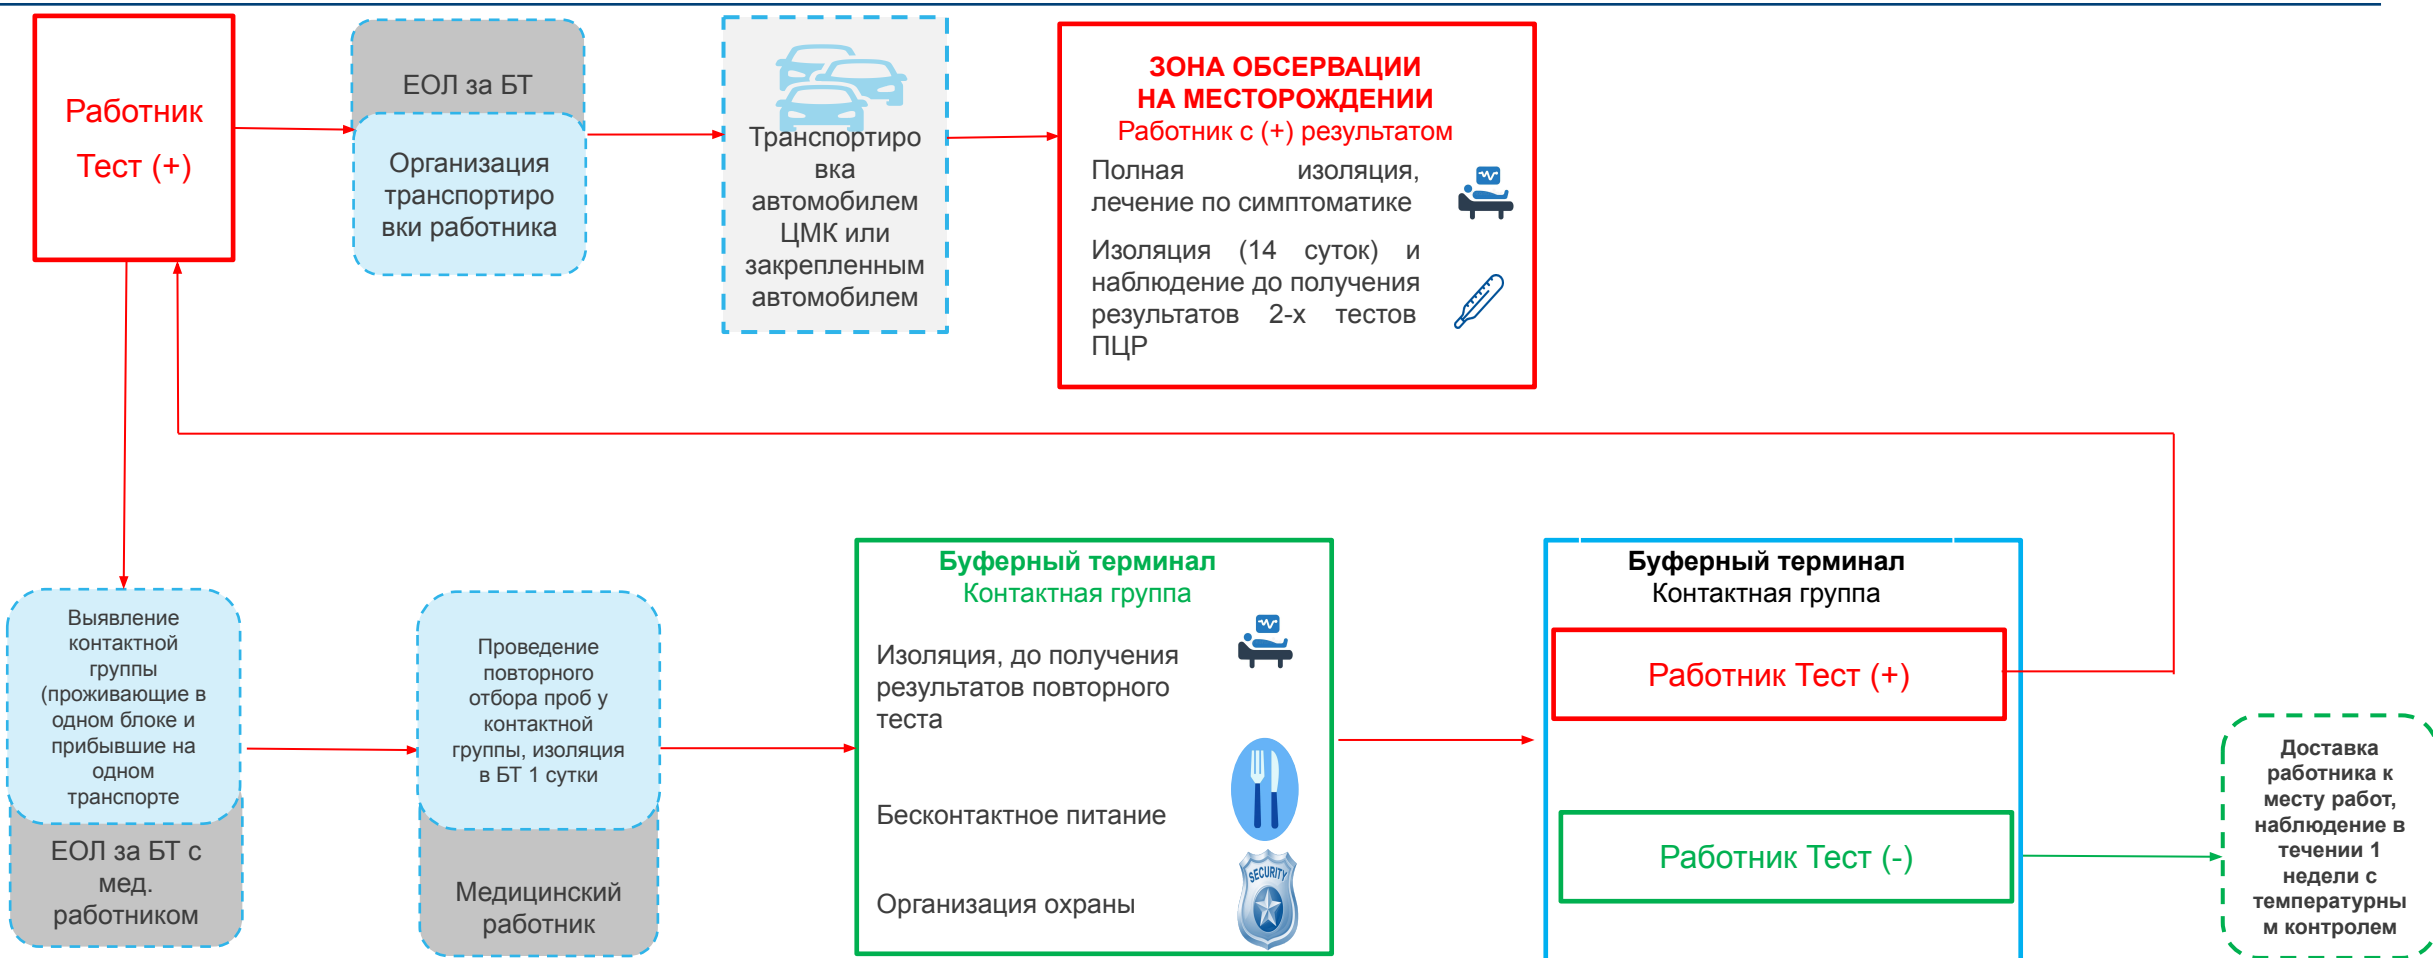 Работник
Тест (+)
ЕОЛ за БТ
Организация
транспортиро
вки работника
Транспортиро
вка
автомобилем
ЦМК или
закрепленным
автомобилем
ЗОНА ОБСЕРВАЦИИ
НА МЕСТОРОЖДЕНИИ
Работник с (+) результатом
Полная изоляция,
лечение по симптоматике
Изоляция (14 суток) и
наблюдение до получения
результатов 2-х тестов
ПЦР
Выявление
контактной
группы
(проживающие в
одном блоке и
прибывшие на
одном
транспорте
ЕОЛ за БТ с
мед.
работником
Проведение
повторного
отбора проб у
контактной
группы, изоляция
в БТ 1 сутки
Медицинский
работник
Буферный терминал
Контактная группа
Изоляция, до получения
результатов повторного
теста
Бесконтактное питание
Организация охраны
SECURITY
Буферный терминал
Контактная группа
Работник Тест (+)
Работник Тест (-)
Доставка
работника к
месту работ,
наблюдение в
течении 1
недели с
температурны
м контролем